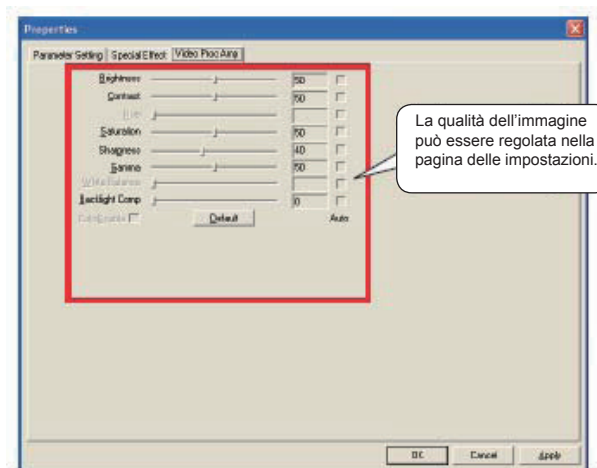 Properties
Parameter Setting Special Effect Video Proc Amp
Brightness 50
Contrast 50
Hue
Saturation 50
Sharpness 40
Gamma 50
White Balance
Backlight Comp 0
ColorEnable Default Auto
La qualità dell'immagine
può essere regolata nella
pagina delle impostazioni.
OK Cancel Apply